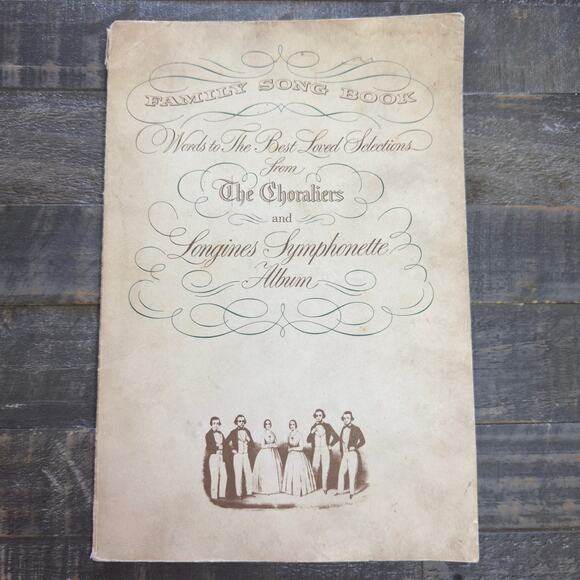 FAMILY SONG BOOK
Words to The Best Loved Selections
from
The Choraliers
and
Longines Symphonette
Album